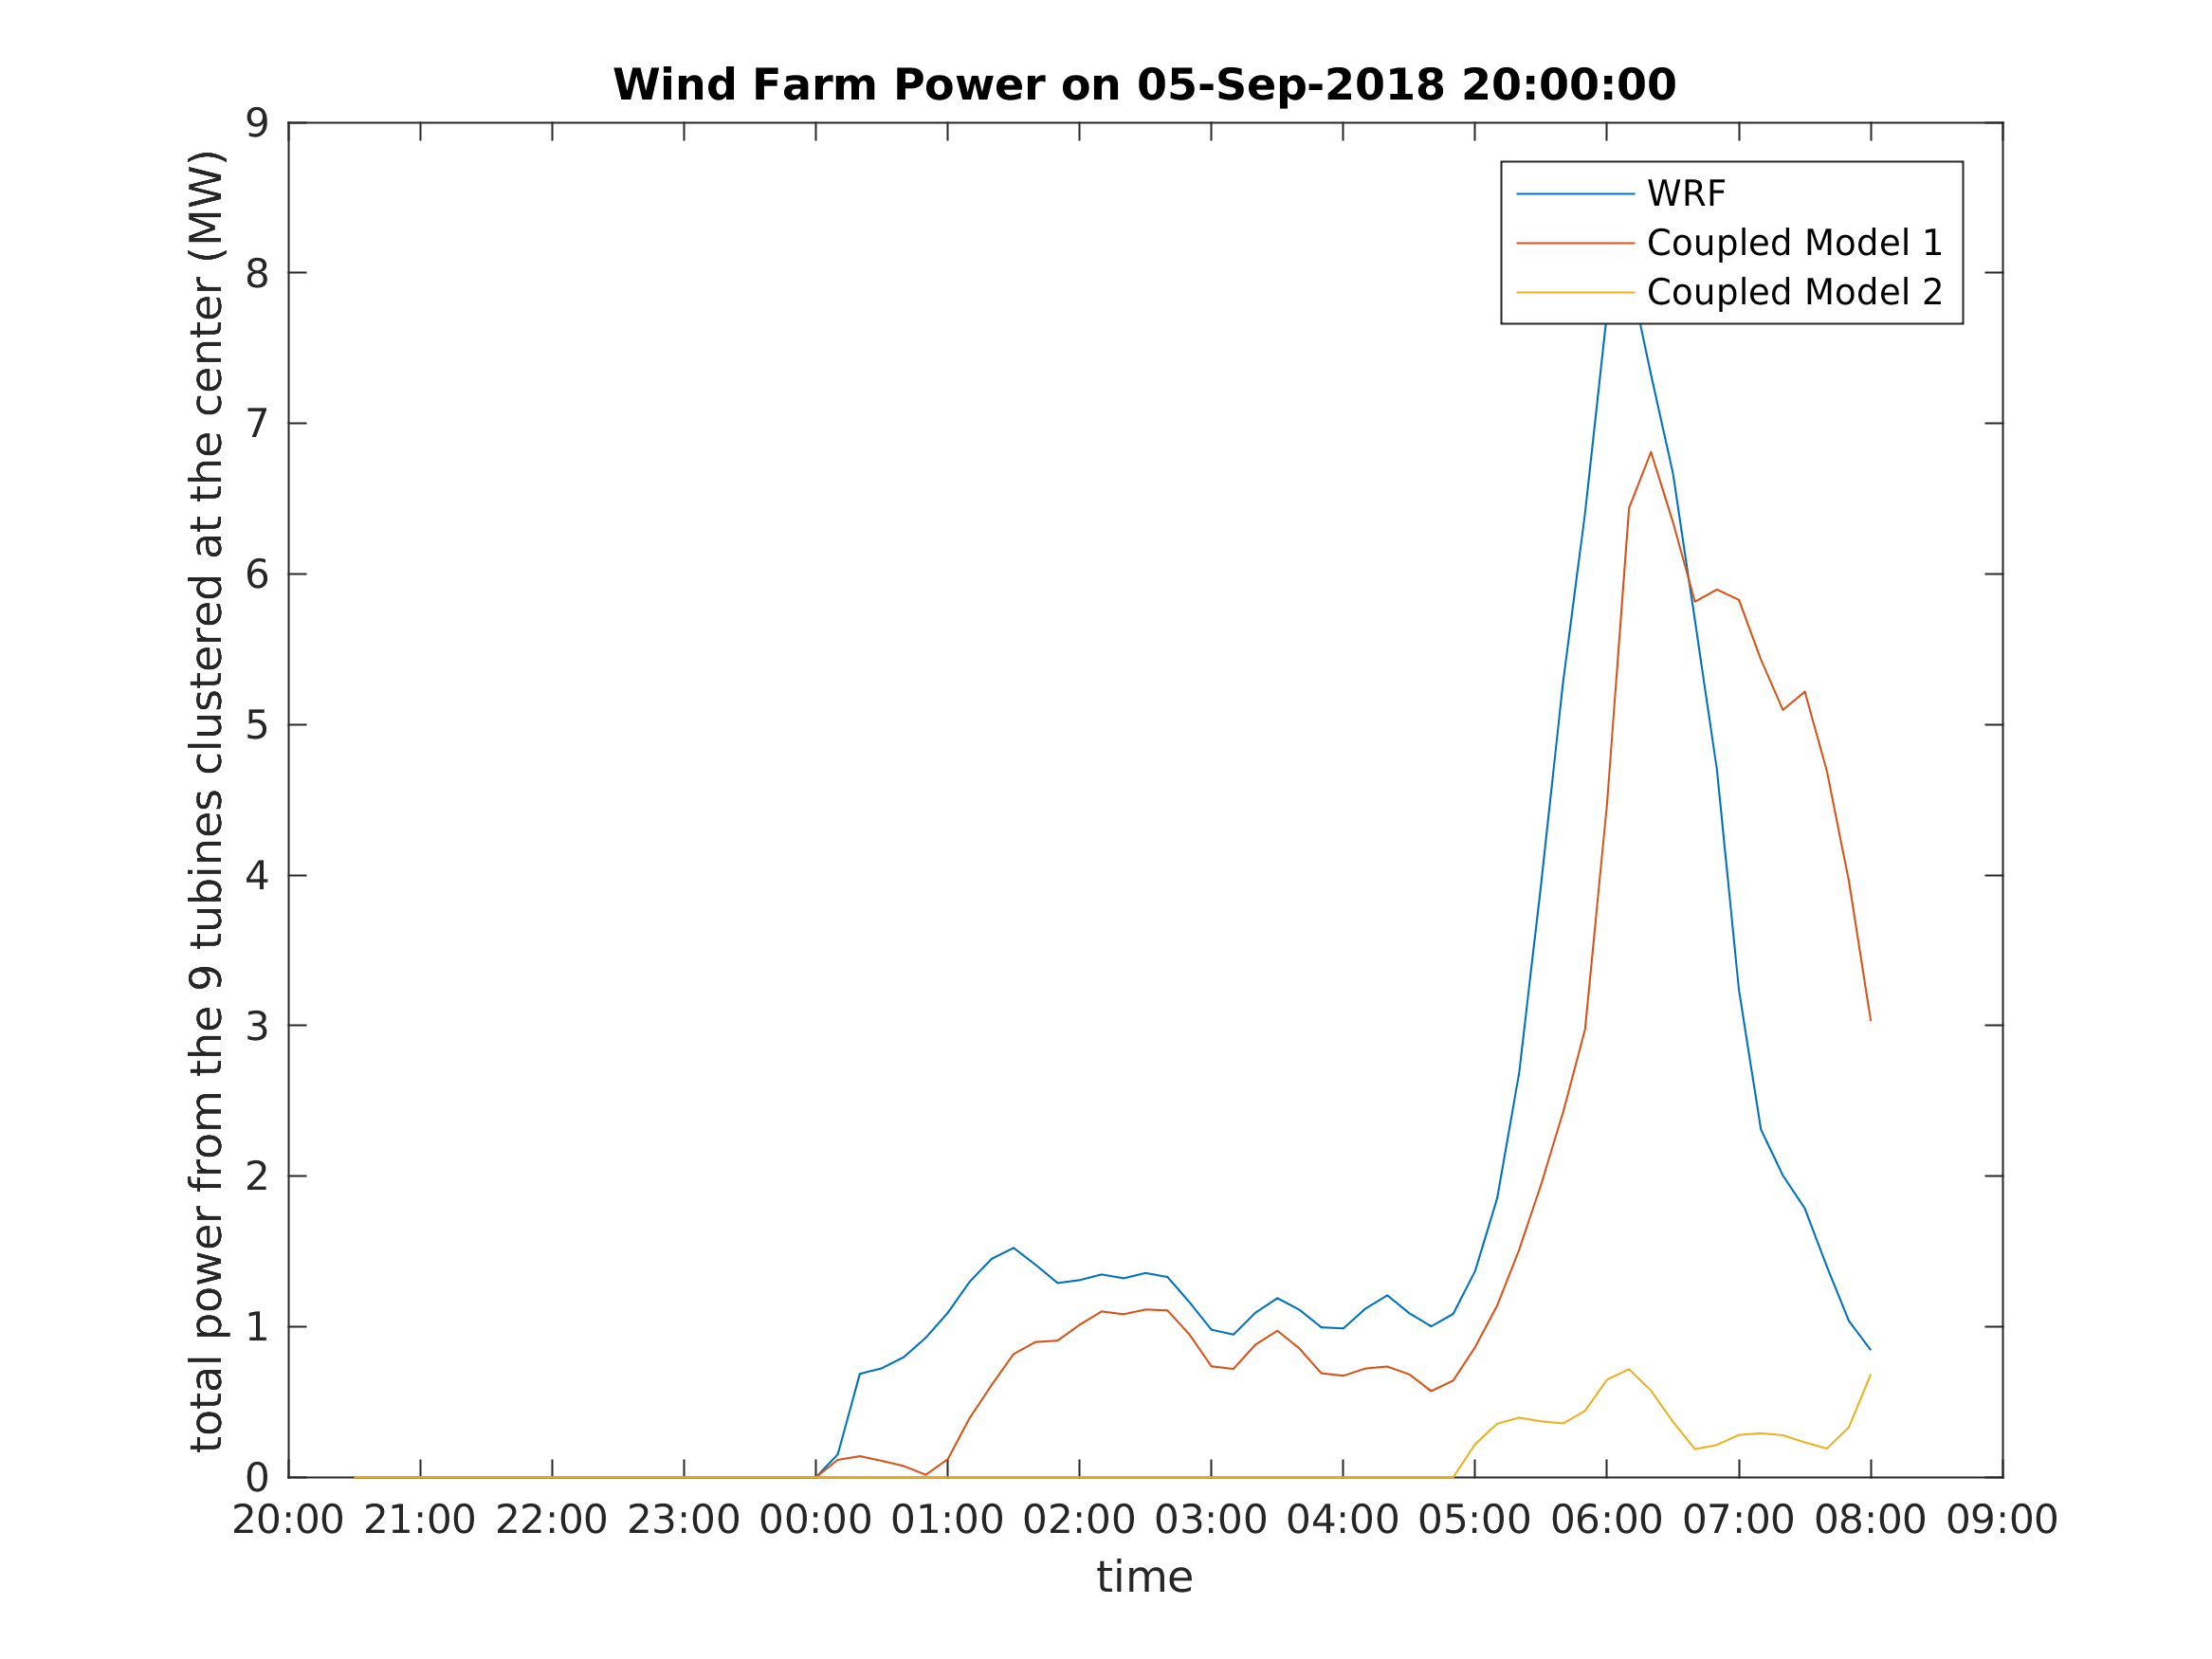 Wind Farm Power on 05-Sep-2018 20:00:00
total power from the 9 tubines clustered at the center (MW)
9
8
7
6
5
4
3
2
1
0
WRF
Coupled Model 1
Coupled Model 2
20:00 21:00 22:00 23:00 00:00 01:00 02:00 03:00 04:00 05:00 06:00 07:00 08:00 09:00
time